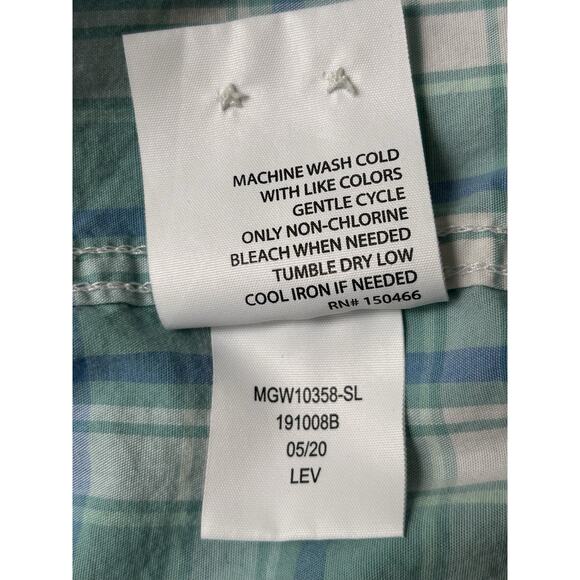 MACHINE WASH COLD
WITH LIKE COLORS
GENTLE CYCLE
ONLY NON-CHLORINE
BLEACH WHEN NEEDED
TUMBLE DRY LOW
COOL IRON IF NEEDED
RN# 150466
MGW10358-SL
191008B
05/20
LEV